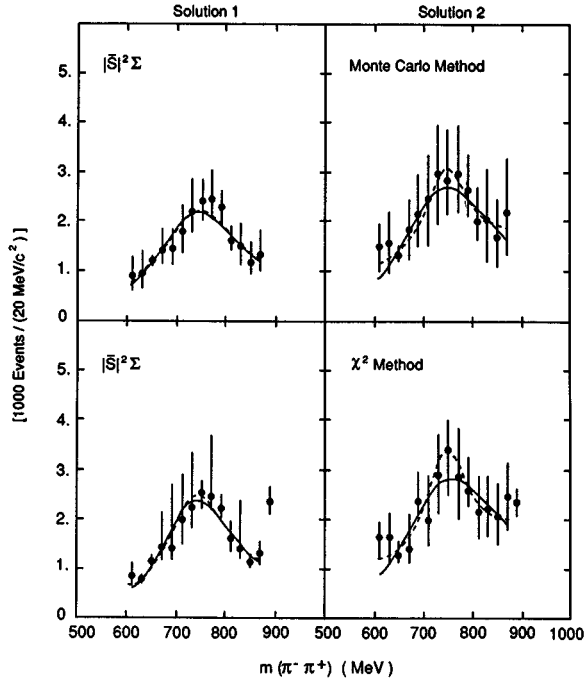 Solution 1
Solution 2
|S̄|²Σ
Monte Carlo Method
5.
4.
3.
2.
1.
0
|S̄|²Σ
χ² Method
5.
4.
3.
2.
1.
0
[1000 Events / (20 MeV/c²)]
500 600 700 800 900 500 600 700 800 900 1000
m (π⁻ π⁺) ( MeV )